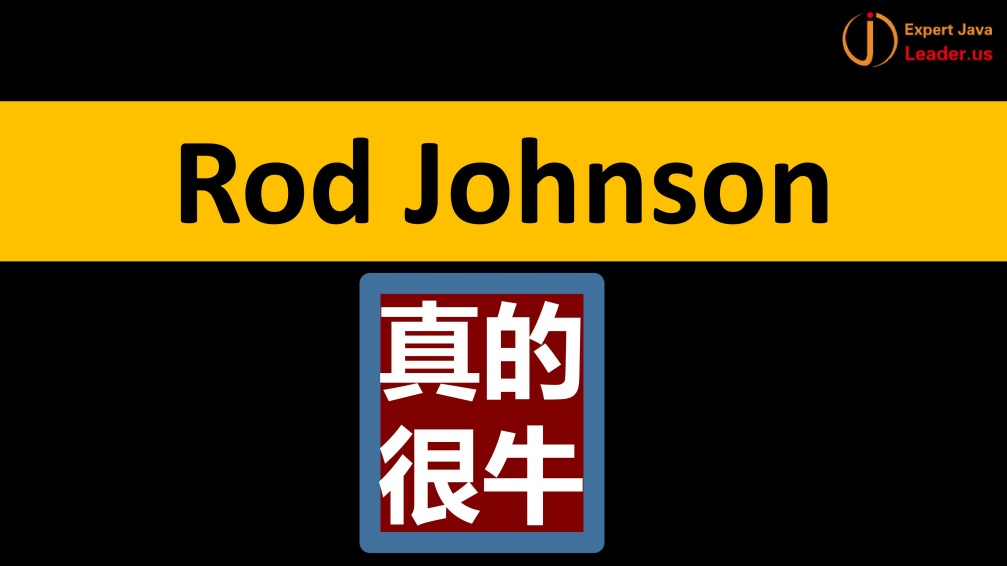 Expert Java
Leader.us
Rod Johnson
真的
很牛